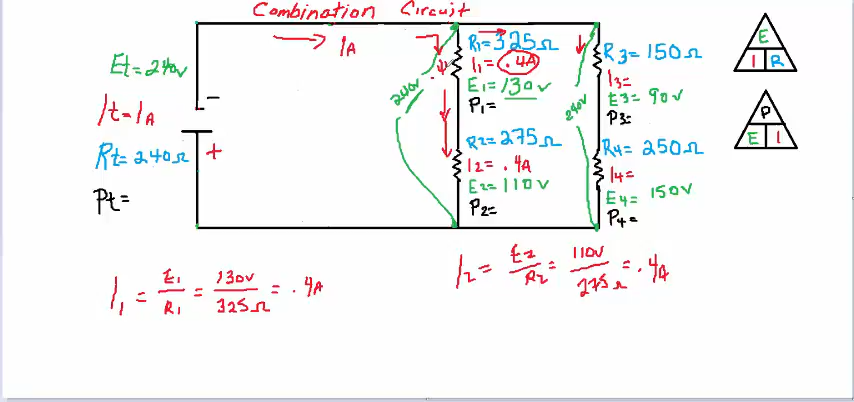 Combination Circuit
1A
Et=240v
It=1A
Rt=240Ω
Pt=
−
+
240v
R1=325Ω
I1=.4A
E1=130v
P1=
R2=275Ω
I2=.4A
E2=110v
P2=
240v
R3=150Ω
I3=
E3=90v
P3=
R4=250Ω
I4=
E4=150v
P4=
E
I R
P
E I
I1 = E1/R1 = 130v/325Ω = .4A
I2 = E2/R2 = 110v/275Ω = .4A